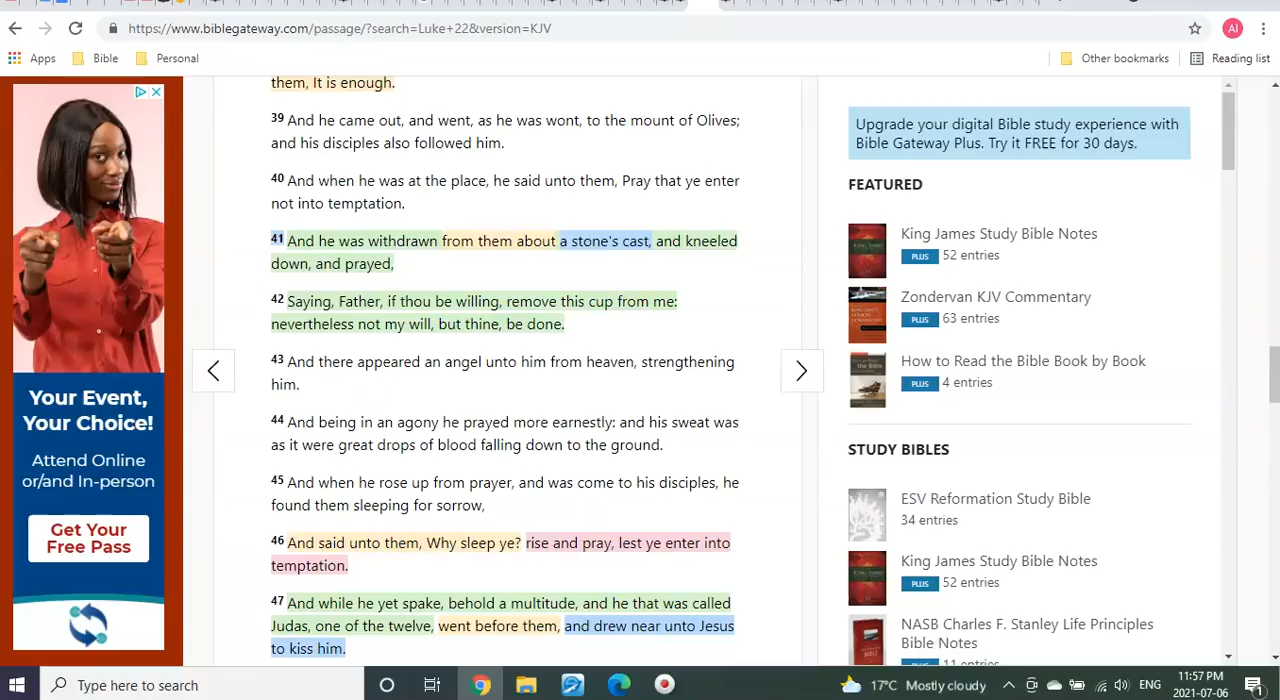 https://www.biblegateway.com/passage/?search=Luke+22&version=KJV
AI
Apps
Bible
Personal
Other bookmarks
Reading list
Your Event,
Your Choice!
Attend Online
or/and In-person
Get Your
Free Pass
them, It is enough.
39 And he came out, and went, as he was wont, to the mount of Olives;
and his disciples also followed him.
40 And when he was at the place, he said unto them, Pray that ye enter
not into temptation.
41 And he was withdrawn from them about a stone's cast, and kneeled
down, and prayed,
42 Saying, Father, if thou be willing, remove this cup from me:
nevertheless not my will, but thine, be done.
43 And there appeared an angel unto him from heaven, strengthening
him.
44 And being in an agony he prayed more earnestly: and his sweat was
as it were great drops of blood falling down to the ground.
45 And when he rose up from prayer, and was come to his disciples, he
found them sleeping for sorrow,
46 And said unto them, Why sleep ye? rise and pray, lest ye enter into
temptation.
47 And while he yet spake, behold a multitude, and he that was called
Judas, one of the twelve, went before them, and drew near unto Jesus
to kiss him.
Upgrade your digital Bible study experience with
Bible Gateway Plus. Try it FREE for 30 days.
FEATURED
King James Study Bible Notes
PLUS 52 entries
Zondervan KJV Commentary
PLUS 63 entries
How to Read the Bible Book by Book
PLUS 4 entries
STUDY BIBLES
ESV Reformation Study Bible
34 entries
King James Study Bible Notes
PLUS 52 entries
NASB Charles F. Stanley Life Principles
Bible Notes
PLUS 11 entries
Type here to search
17°C Mostly cloudy
ENG
11:57 PM
2021-07-06
1